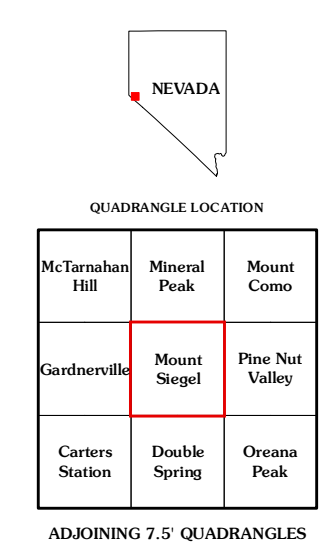 NEVADA
QUADRANGLE LOCATION
McTarnahan
Hill
Mineral
Peak
Mount
Como
Gardnerville
Mount
Siegel
Pine Nut
Valley
Carters
Station
Double
Spring
Oreana
Peak
ADJOINING 7.5' QUADRANGLES